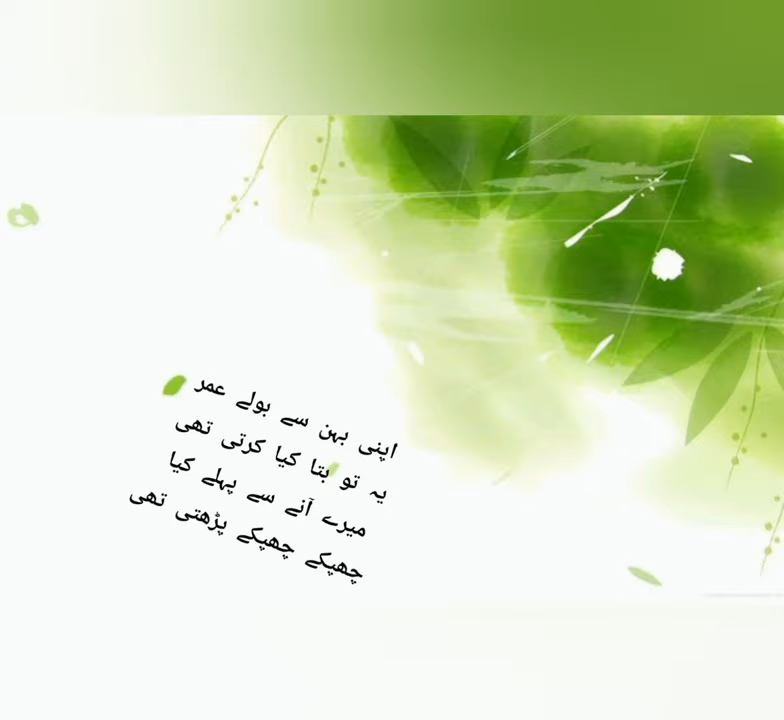 اپنی بہن سے بولے عمر
یہ تو بتا کیا کرتی تھی
میرے آنے سے پہلے کیا
چھپکے چھپکے پڑھتی تھی